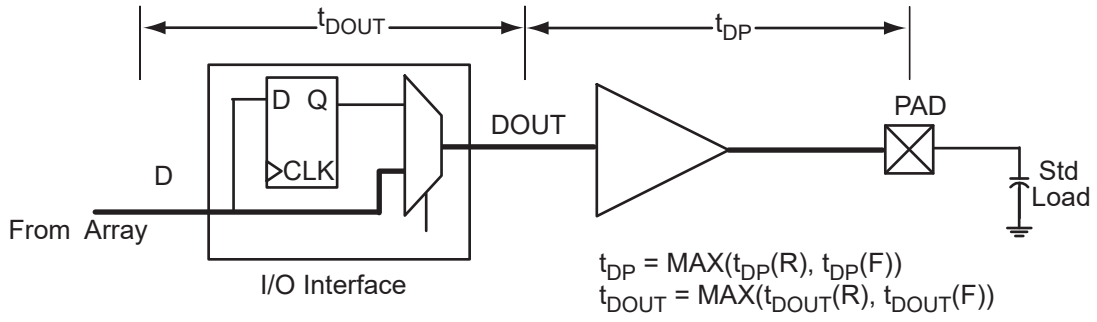 tDOUT
tDP
D Q
CLK
DOUT
PAD
D
Std
Load
From Array
I/O Interface
tDP = MAX(tDP(R), tDP(F))
tDOUT = MAX(tDOUT(R), tDOUT(F))